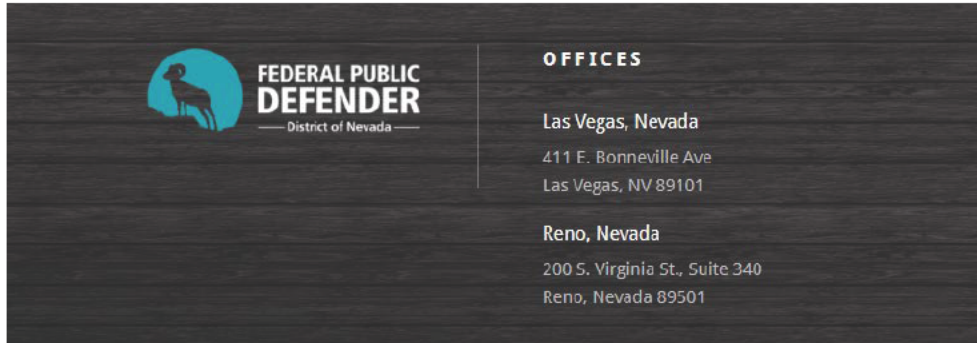 FEDERAL PUBLIC
DEFENDER
District of Nevada
OFFICES
Las Vegas, Nevada
411 E. Bonneville Ave
Las Vegas, NV 89101
Reno, Nevada
200 S. Virginia St., Suite 340
Reno, Nevada 89501